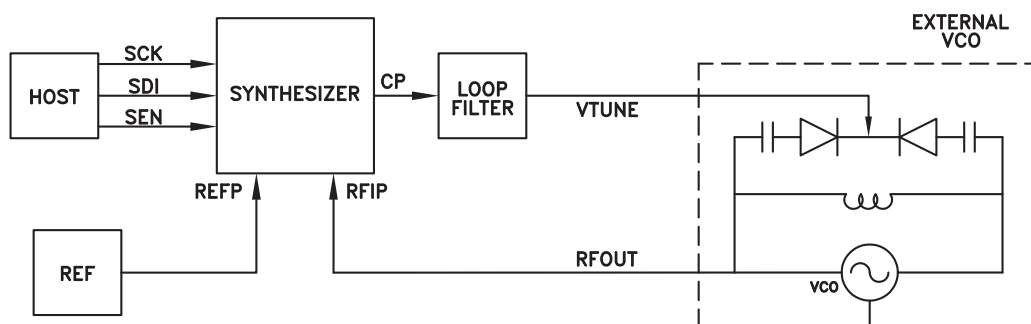 EXTERNAL
VCO
SCK
HOST
SDI
SEN
SYNTHESIZER
CP
LOOP
FILTER
VTUNE
REFP
RFIP
REF
RFOUT
VCO